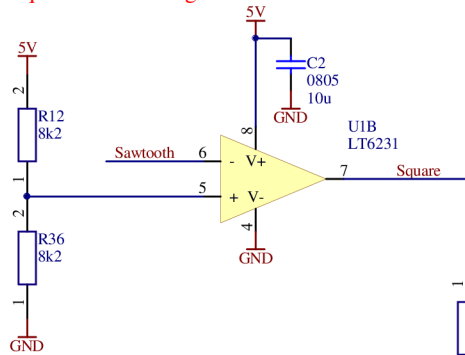 5V
5V
C2
0805
10u
GND
2
R12
8k2
1
8
U1B
LT6231
Sawtooth
6
-
V+
7
Square
5
+
V-
2
R36
8k2
1
4
GND
GND
1